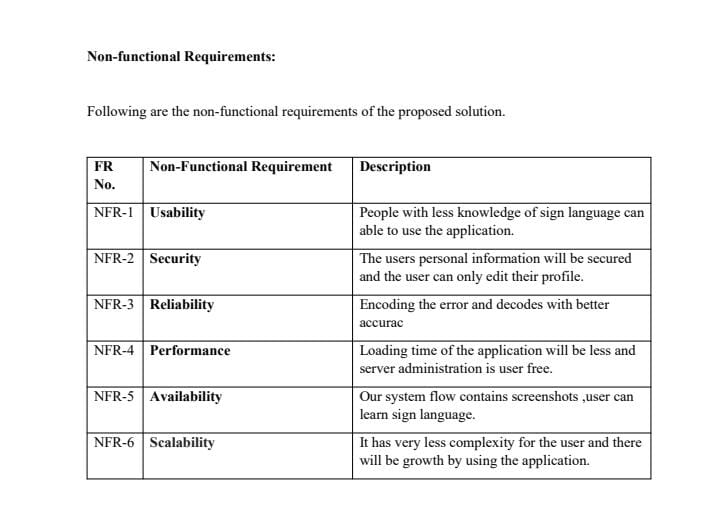 Non-functional Requirements:
Following are the non-functional requirements of the proposed solution.
FR No. Non-Functional Requirement Description
NFR-1 Usability People with less knowledge of sign language can
able to use the application.
NFR-2 Security The users personal information will be secured
and the user can only edit their profile.
NFR-3 Reliability Encoding the error and decodes with better
accurac
NFR-4 Performance Loading time of the application will be less and
server administration is user free.
NFR-5 Availability Our system flow contains screenshots ,user can
learn sign language.
NFR-6 Scalability It has very less complexity for the user and there
will be growth by using the application.